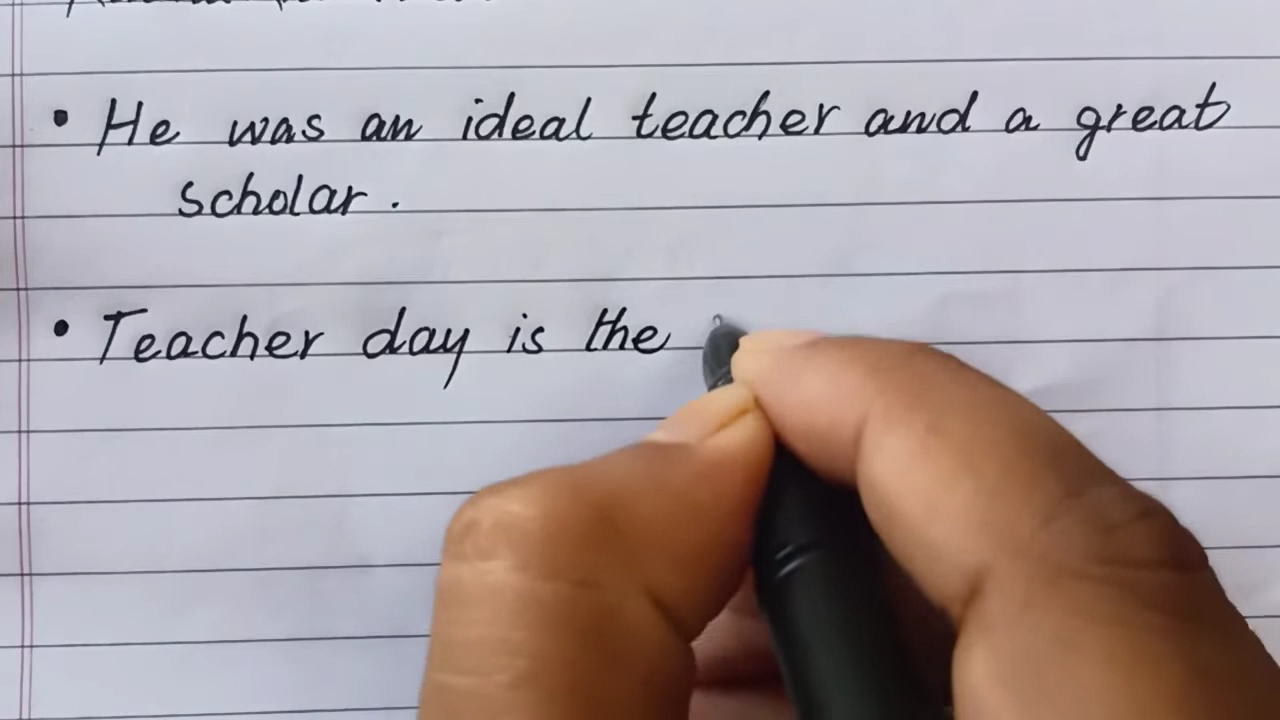 • He was an ideal teacher and a great
scholar.
• Teacher day is the